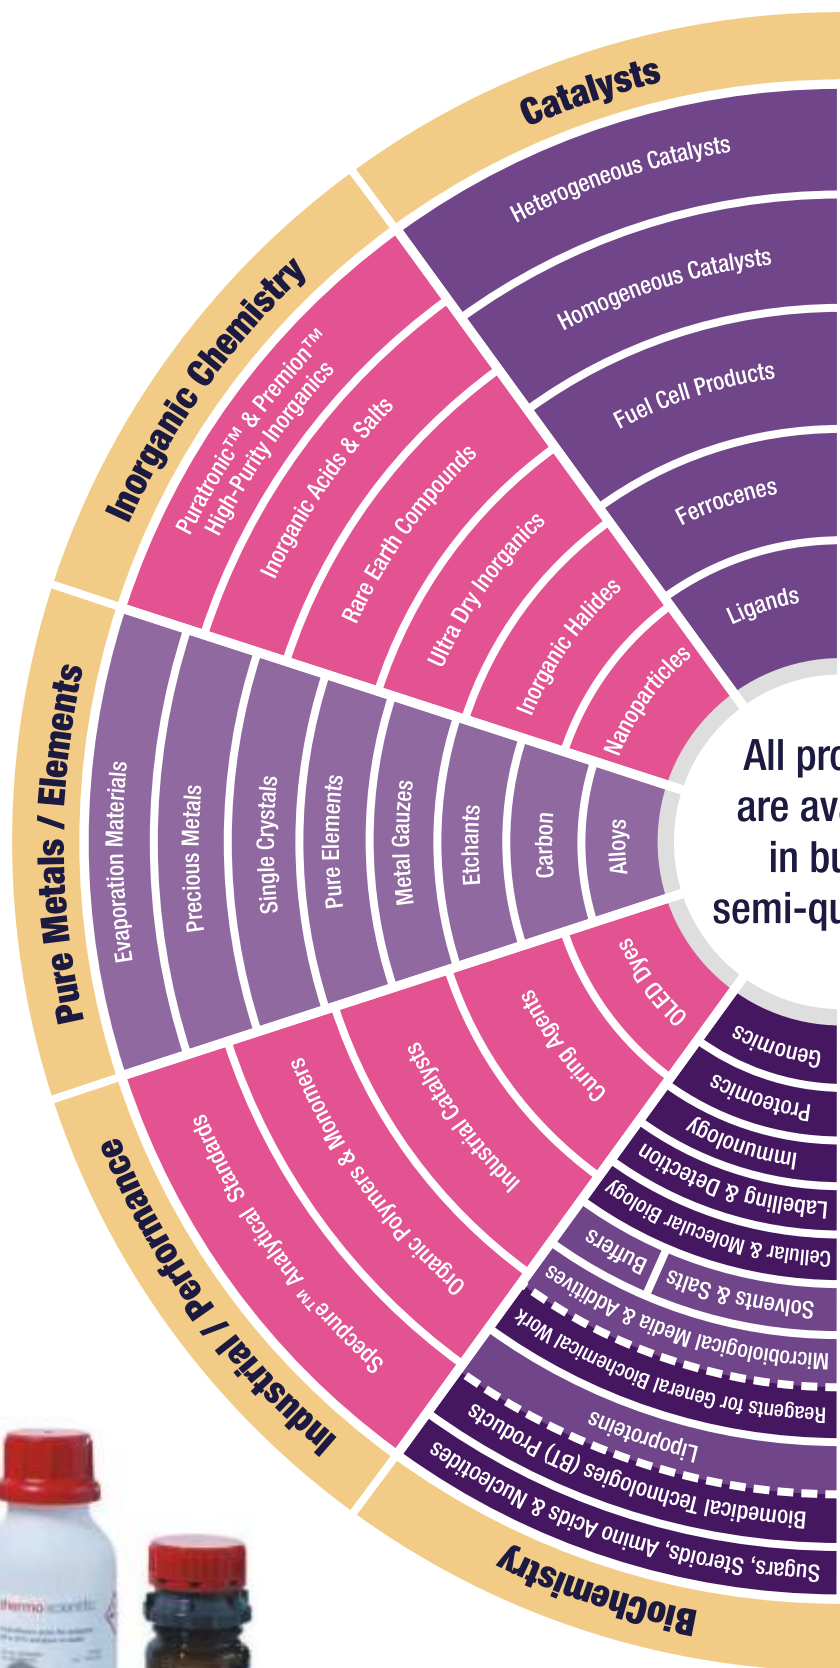 Catalysts
Heterogeneous Catalysts
Homogeneous Catalysts
Fuel Cell Products
Ferrocenes
Ligands
Inorganic Chemistry
Puratronic™ & Premion™
High-Purity Inorganics
Inorganic Acids & Salts
Rare Earth Compounds
Ultra Dry Inorganics
Inorganic Halides
Nanoparticles
Pure Metals / Elements
Evaporation Materials
Precious Metals
Single Crystals
Pure Elements
Metal Gauzes
Etchants
Carbon
Alloys
All pro
are ava
in bu
semi-qu
Industrial / Performance
Specpure™ Analytical Standards
Organic Polymers & Monomers
Industrial Catalysts
Curing Agents
OLED Dyes
Genomics
Proteomics
Immunology
Labelling & Detection
Cellular & Molecular Biology
Buffers
Solvents & Salts
Microbiological Media & Additives
Reagents for General Biochemical Work
Lipoproteins
Biomedical Technologies (BT) Products
Sugars, Steroids, Amino Acids & Nucleotides
BioChemistry
thermo scientific